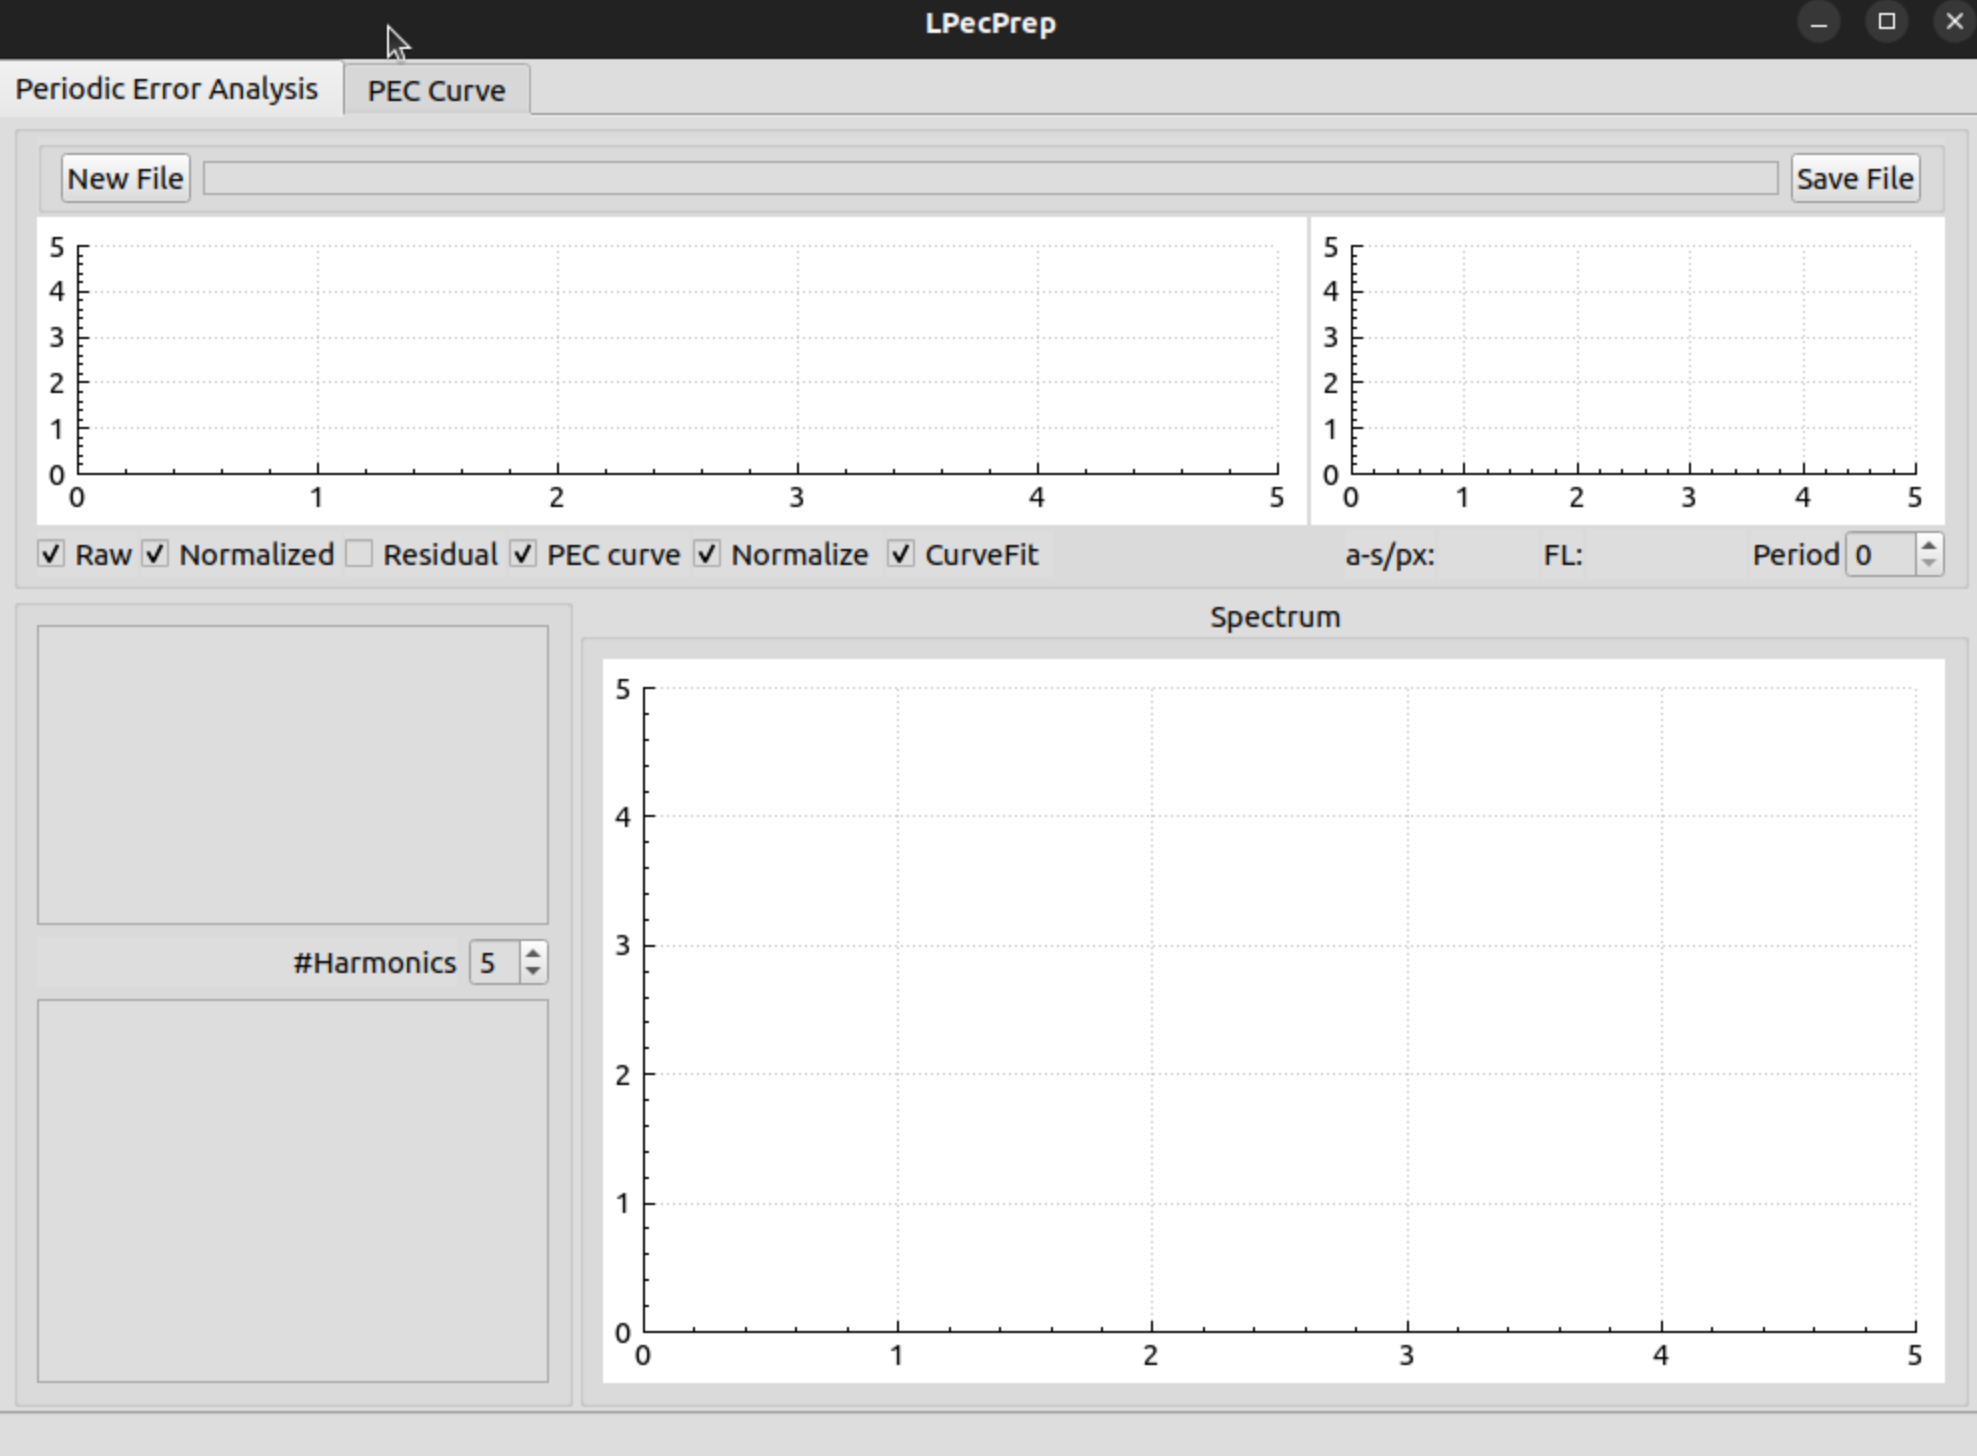 LPecPrep
Periodic Error Analysis PEC Curve
New File Save File
5 5
4 4
3 3
2 2
1 1
0 0
0 1 2 3 4 5 0 1 2 3 4 5
Raw Normalized Residual PEC curve Normalize CurveFit a-s/px: FL: Period 0
Spectrum
5
4
#Harmonics 5 3
2
1
0
0 1 2 3 4 5